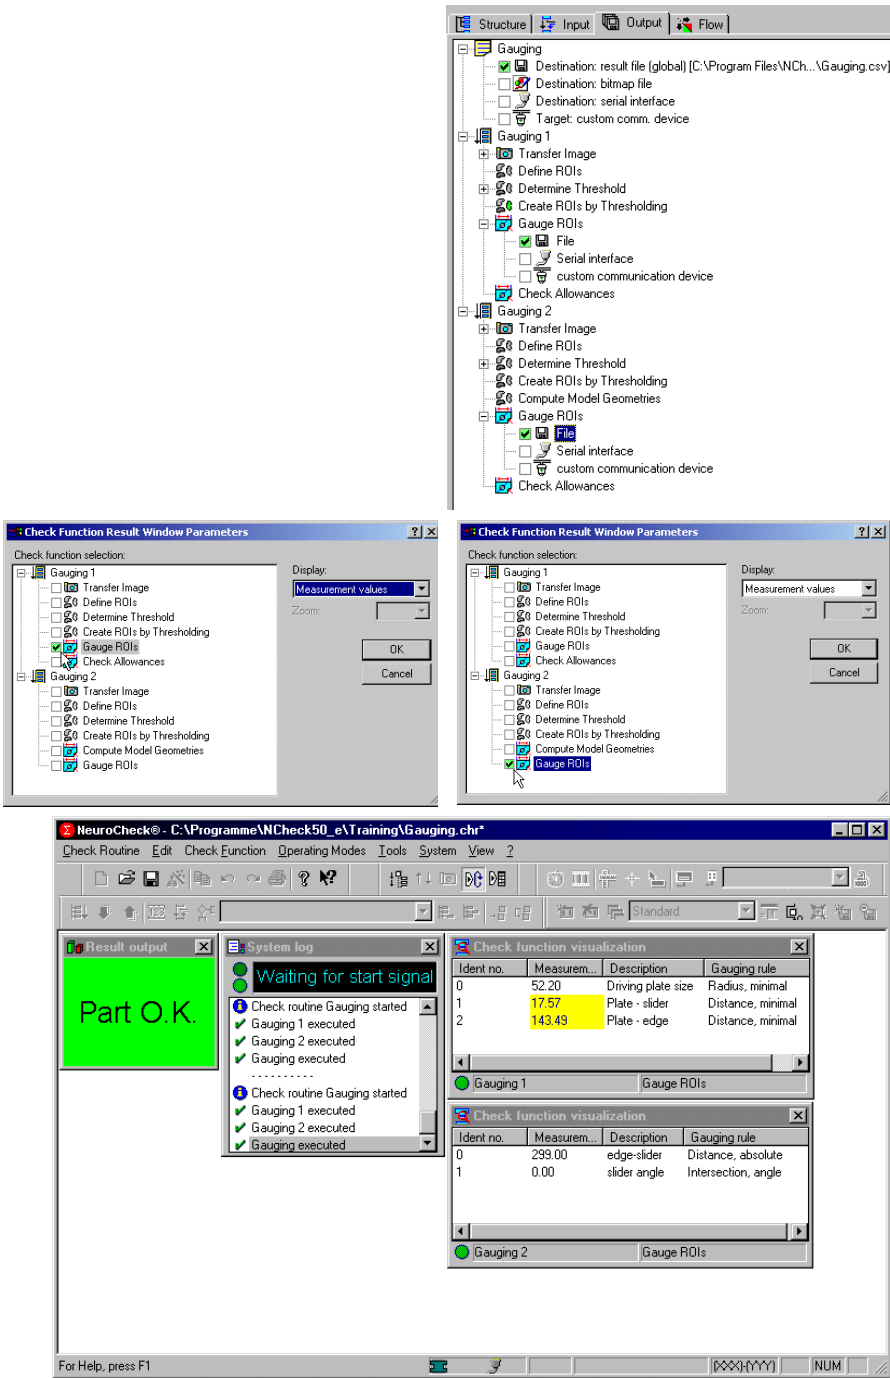 Structure Input Output Flow
Gauging
Destination: result file (global) [C:\Program Files\NCh...\Gauging.csv]
Destination: bitmap file
Destination: serial interface
Target: custom comm. device
Gauging 1
Transfer Image
Define ROIs
Determine Threshold
Create ROIs by Thresholding
Gauge ROIs
File
Serial interface
custom communication device
Check Allowances
Gauging 2
Transfer Image
Define ROIs
Determine Threshold
Create ROIs by Thresholding
Compute Model Geometries
Gauge ROIs
File
Serial interface
custom communication device
Check Allowances
Check Function Result Window Parameters
Check function selection:
Gauging 1
Transfer Image
Define ROIs
Determine Threshold
Create ROIs by Thresholding
Gauge ROIs
Check Allowances
Gauging 2
Transfer Image
Define ROIs
Determine Threshold
Create ROIs by Thresholding
Compute Model Geometries
Gauge ROIs
Display:
Measurement values
Zoom:
OK
Cancel
Check Function Result Window Parameters
Check function selection:
Gauging 1
Transfer Image
Define ROIs
Determine Threshold
Create ROIs by Thresholding
Gauge ROIs
Check Allowances
Gauging 2
Transfer Image
Define ROIs
Determine Threshold
Create ROIs by Thresholding
Compute Model Geometries
Gauge ROIs
Display:
Measurement values
Zoom:
OK
Cancel
NeuroCheck® - C:\Programme\NCheck50_e\Training\Gauging.chr*
Check Routine Edit Check Function Operating Modes Tools System View ?
Standard
Result output
Part O.K.
System log
Waiting for start signal
Check routine Gauging started
Gauging 1 executed
Gauging 2 executed
Gauging executed
- - - - - - - - - -
Check routine Gauging started
Gauging 1 executed
Gauging 2 executed
Gauging executed
Check function visualization
Ident no. Measurem... Description Gauging rule
0 52.20 Driving plate size Radius, minimal
1 17.57 Plate - slider Distance, minimal
2 143.49 Plate - edge Distance, minimal
Gauging 1 Gauge ROIs
Check function visualization
Ident no. Measurem... Description Gauging rule
0 299.00 edge-slider Distance, absolute
1 0.00 slider angle Intersection, angle
Gauging 2 Gauge ROIs
For Help, press F1 (XXX)-(YYY) NUM